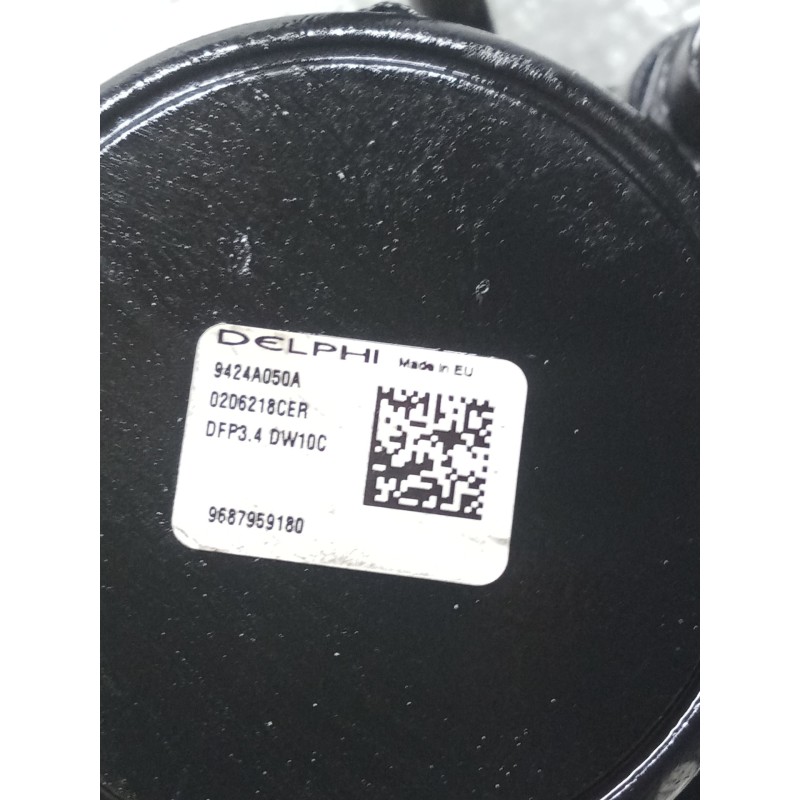 DELPHI Made in EU
9424A050A
0206218CER
DFP3.4 DW10C
9687959180